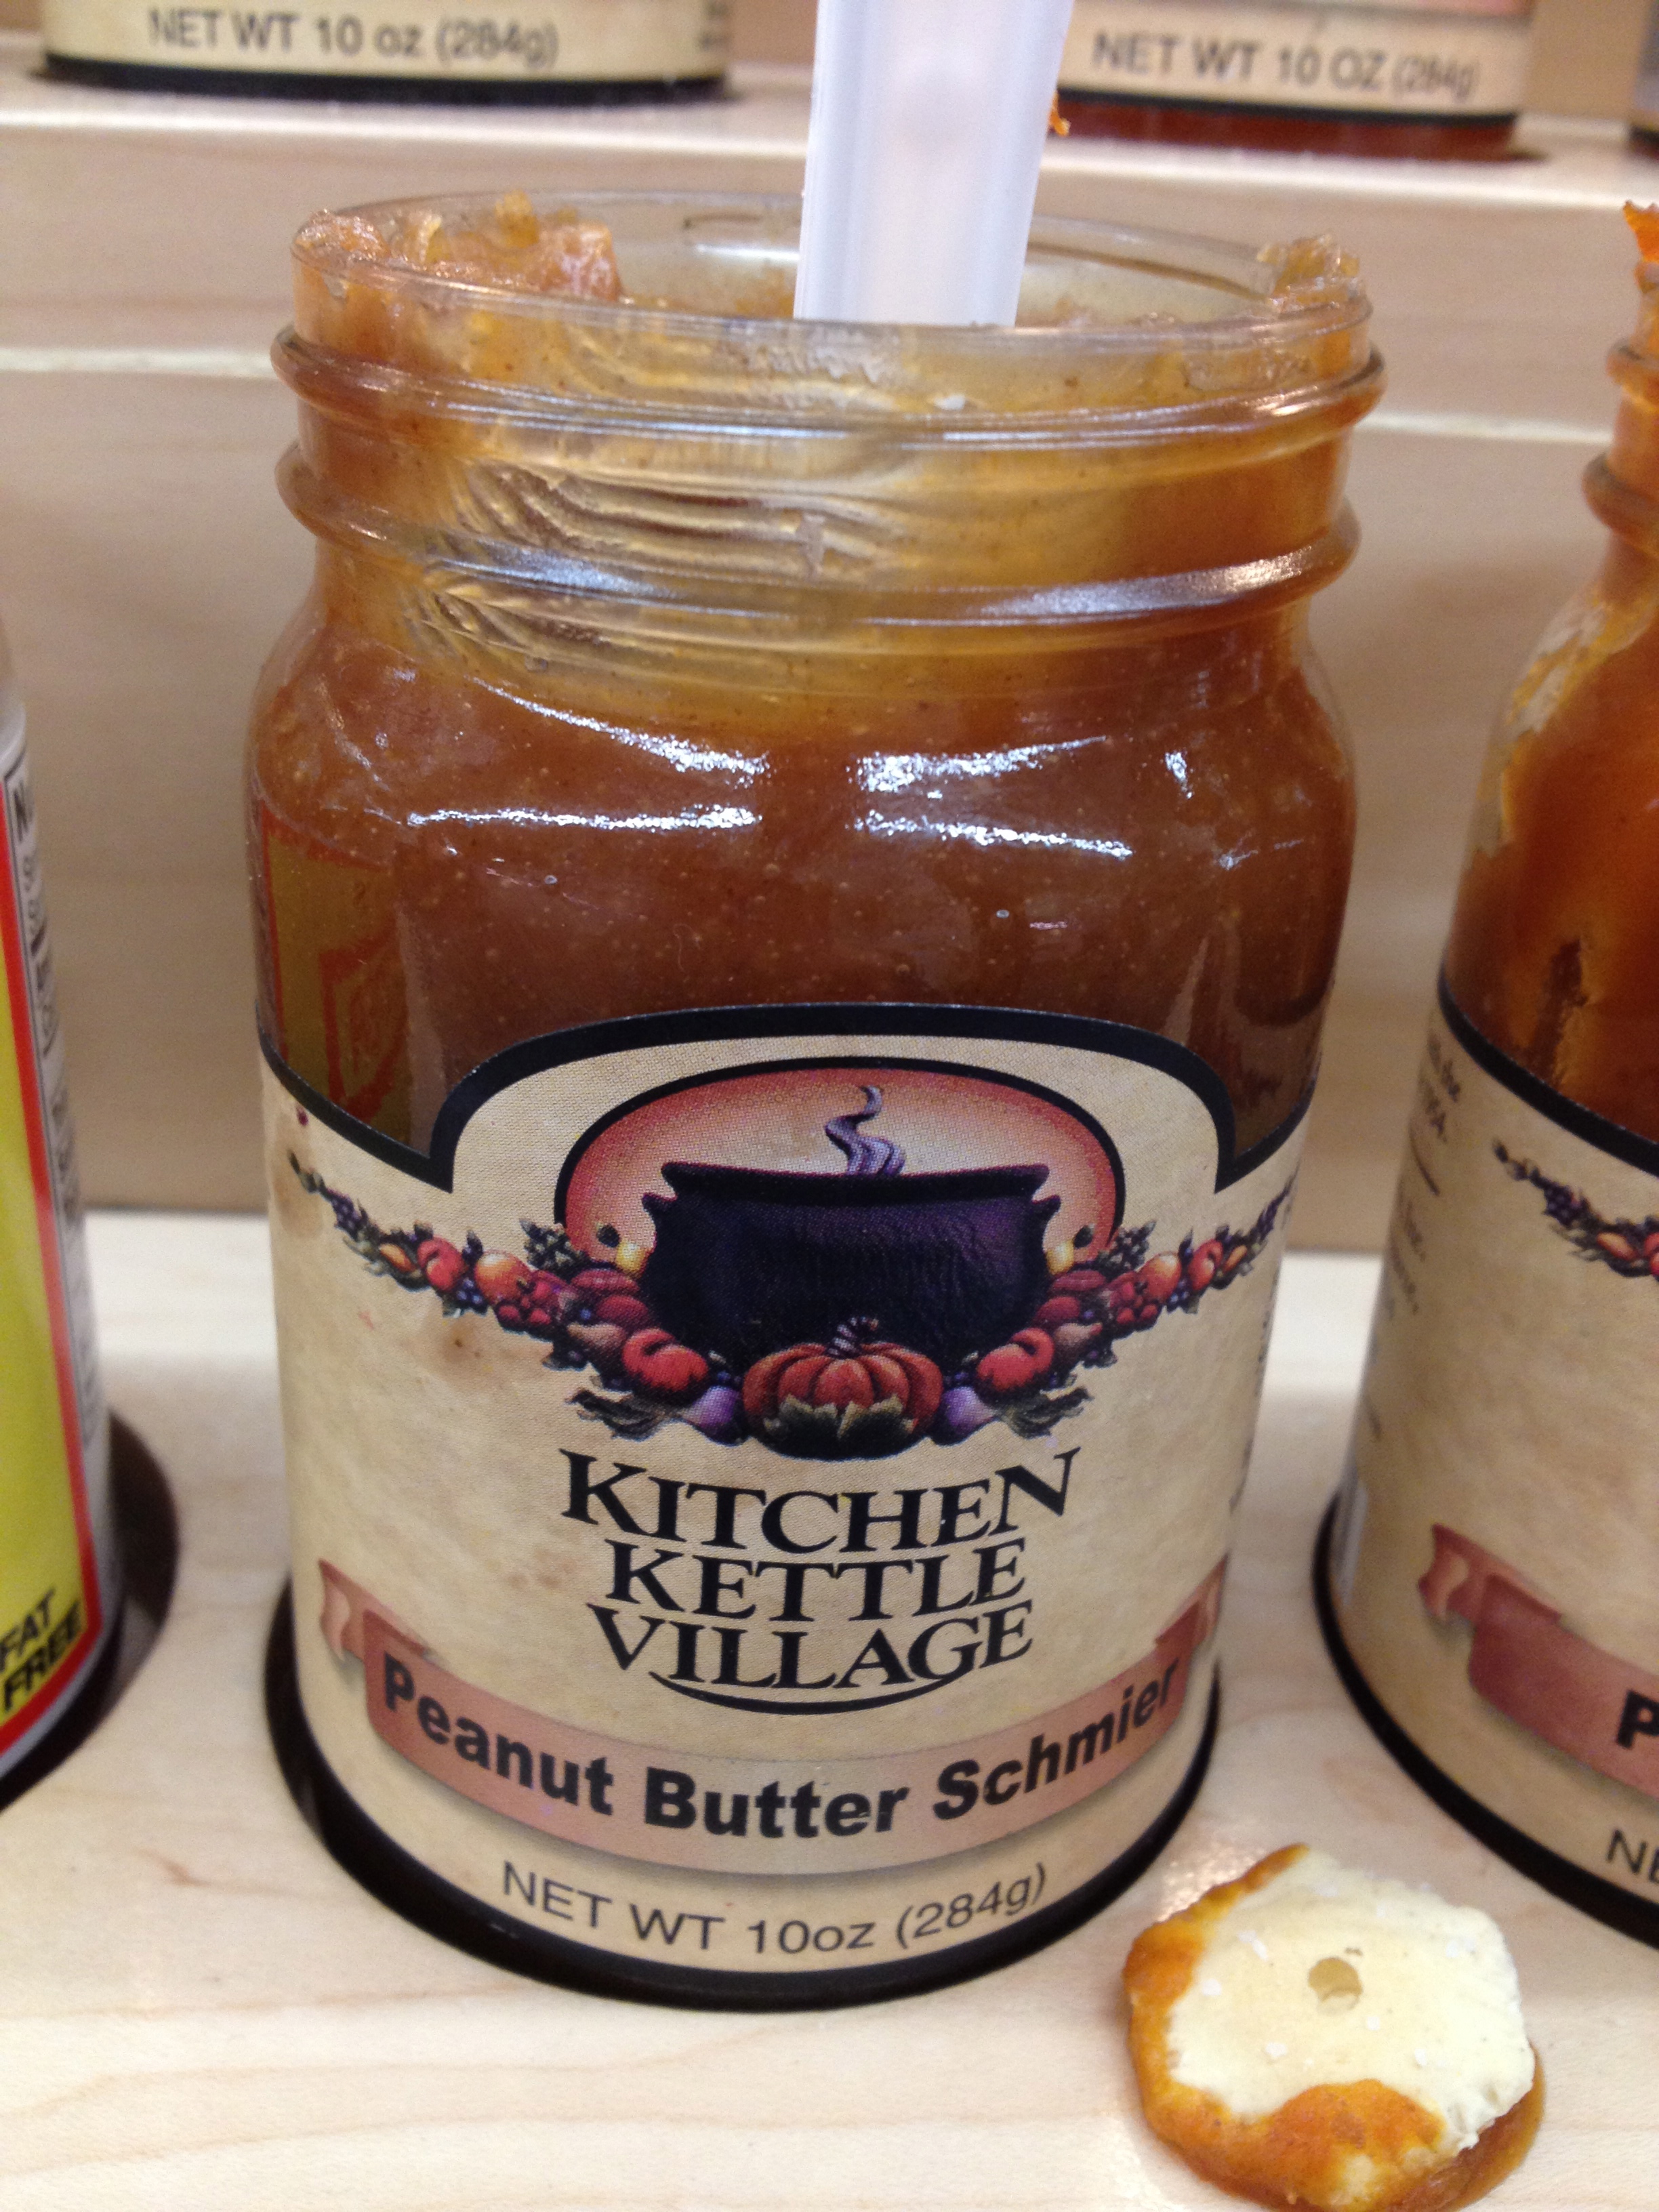 NET WT 10 oz (284g)
NET WT 10 OZ (284g)
KITCHEN
KETTLE
VILLAGE
Peanut Butter Schmier
NET WT 10oz (284g)
FAT
FREE
P
NE